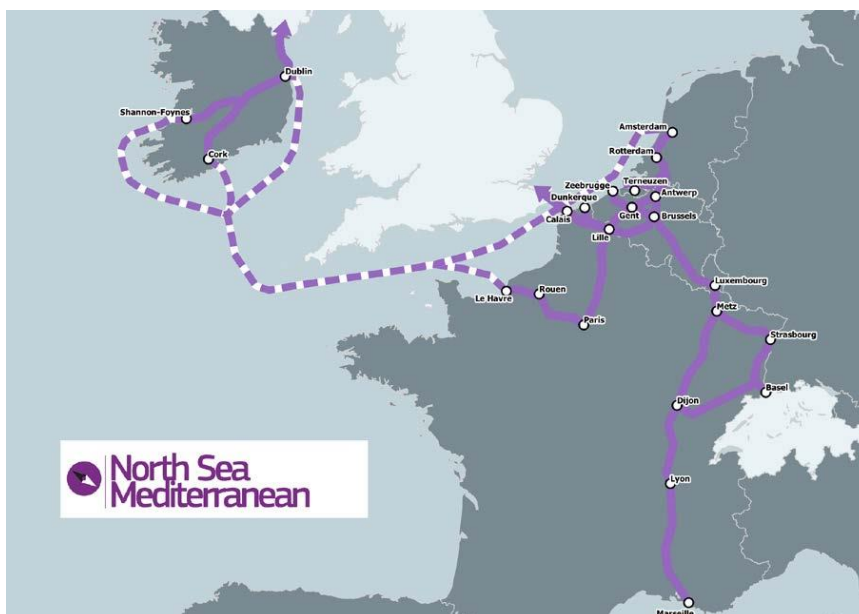 Dublin
Shannon-Foynes
Cork
Amsterdam
Rotterdam
Zeebrugge
Terneuzen
Dunkerque
Antwerp
Calais
Gent
Brussels
Lille
Luxembourg
Le Havre
Rouen
Metz
Paris
Strasbourg
Basel
Dijon
North Sea
Mediterranean
Lyon
Marseille